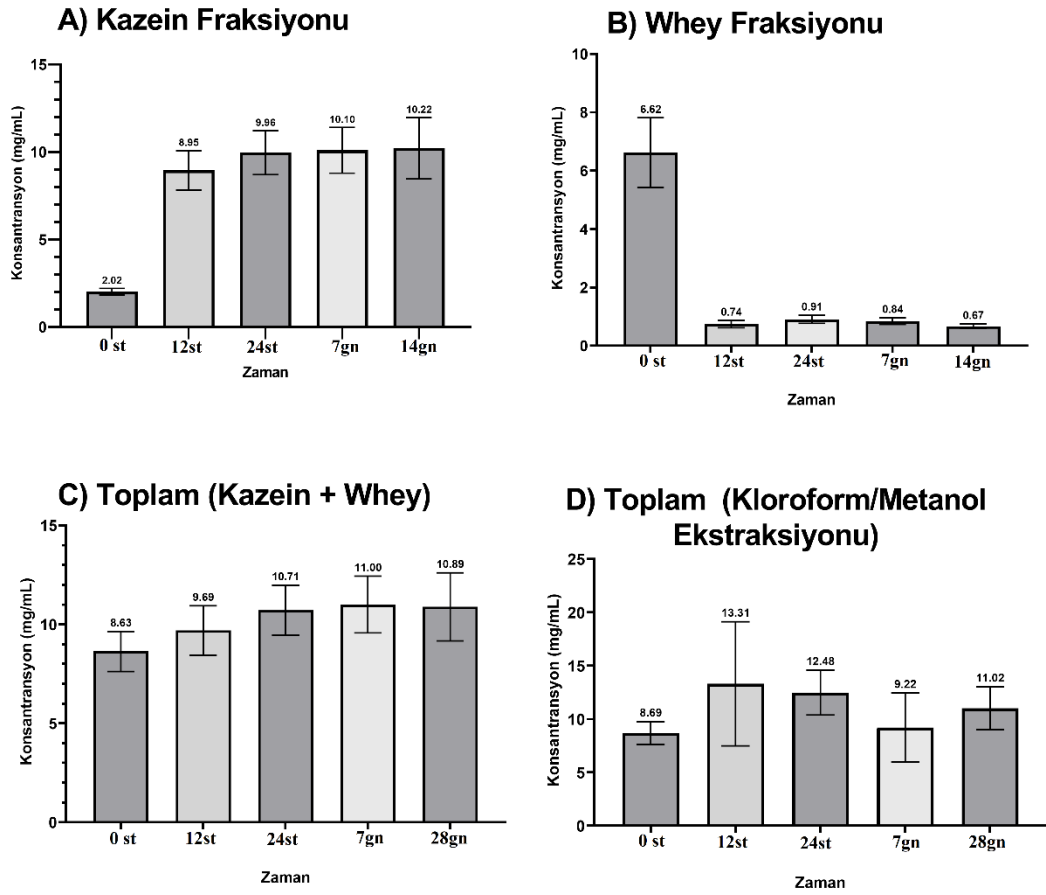 A) Kazein Fraksiyonu
Konsantransyon (mg/mL)
15
10
5
0
2.02
8.95
9.96
10.10
10.22
0 st 12st 24st 7gn 14gn
Zaman
B) Whey Fraksiyonu
Konsantransyon (mg/mL)
10
8
6
4
2
0
6.62
0.74
0.91
0.84
0.67
0 st 12st 24st 7gn 14gn
Zaman
C) Toplam (Kazein + Whey)
Konsantransyon (mg/mL)
15
10
5
0
8.63
9.69
10.71
11.00
10.89
0 st 12st 24st 7gn 28gn
Zaman
D) Toplam (Kloroform/Metanol
Ekstraksiyonu)
Konsantransyon (mg/mL)
25
20
15
10
5
0
8.69
13.31
12.48
9.22
11.02
0 st 12st 24st 7gn 28gn
Zaman